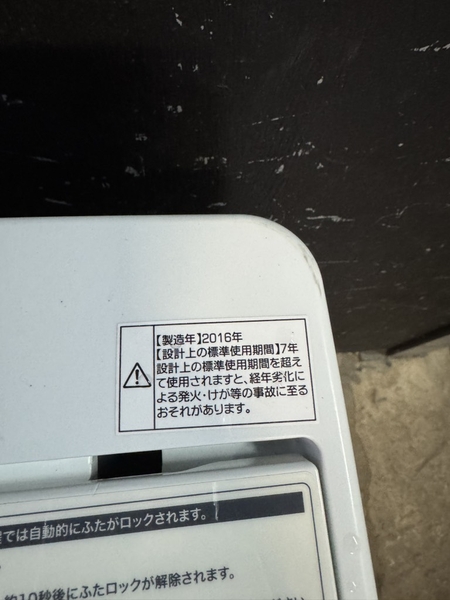 【製造年】2016年
【設計上の標準使用期間】7年
設計上の標準使用期間を超え
て使用されますと、経年劣化に
よる発火・けが等の事故に至る
おそれがあります。
では自動的にふたがロックされます。
約10秒後にふたロックが解除されます。
ください